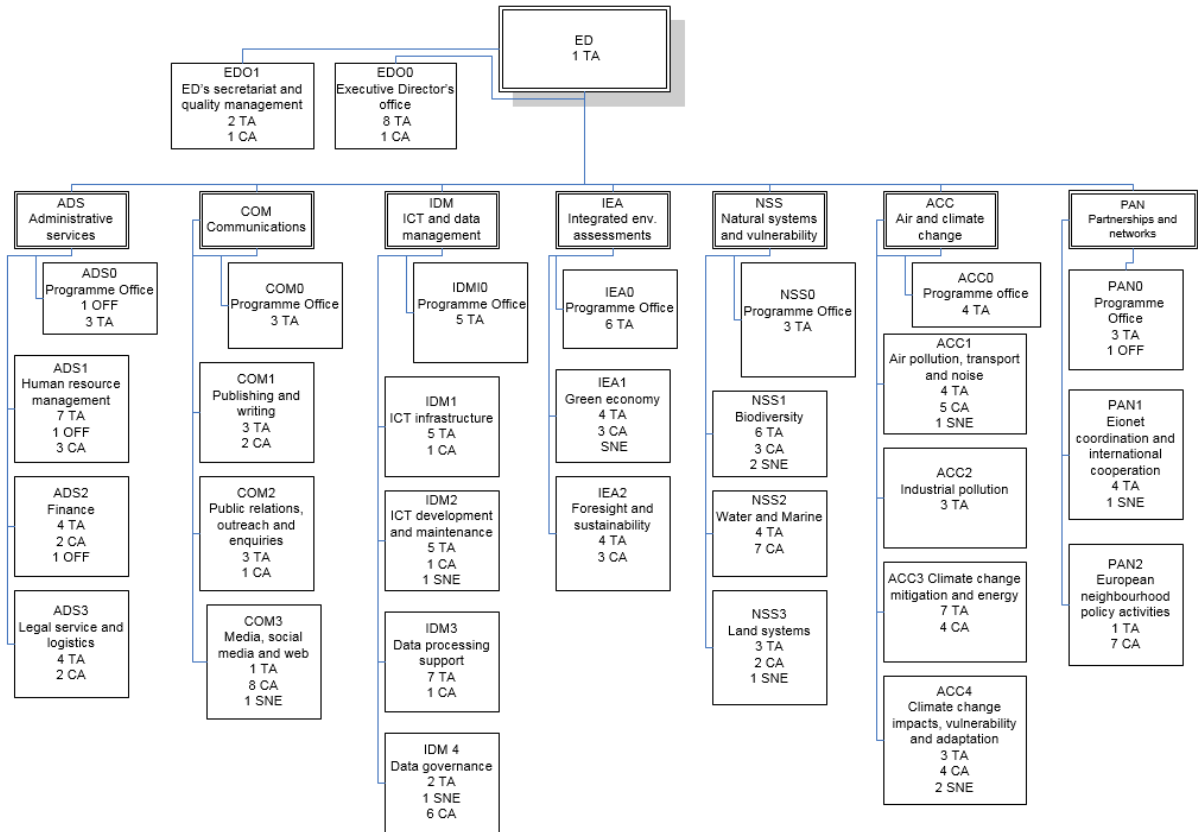 ED
1 TA
EDO1
ED's secretariat and
quality management
2 TA
1 CA
EDO0
Executive Director's
office
8 TA
1 CA
ADS
Administrative
services
ADS0
Programme Office
1 OFF
3 TA
ADS1
Human resource
management
7 TA
1 OFF
3 CA
ADS2
Finance
4 TA
2 CA
1 OFF
ADS3
Legal service and
logistics
4 TA
2 CA
COM
Communications
COM0
Programme Office
3 TA
COM1
Publishing and
writing
3 TA
2 CA
COM2
Public relations,
outreach and
enquiries
3 TA
1 CA
COM3
Media, social
media and web
1 TA
8 CA
1 SNE
IDM
ICT and data
management
IDMI0
Programme Office
5 TA
IDM1
ICT infrastructure
5 TA
1 CA
IDM2
ICT development
and maintenance
5 TA
1 CA
1 SNE
IDM3
Data processing
support
7 TA
1 CA
IDM 4
Data governance
2 TA
1 SNE
6 CA
IEA
Integrated env.
assessments
IEA0
Programme Office
6 TA
IEA1
Green economy
4 TA
3 CA
SNE
IEA2
Foresight and
sustainability
4 TA
3 CA
NSS
Natural systems
and vulnerability
NSS0
Programme Office
3 TA
NSS1
Biodiversity
6 TA
3 CA
2 SNE
NSS2
Water and Marine
4 TA
7 CA
NSS3
Land systems
3 TA
2 CA
1 SNE
ACC
Air and climate
change
ACC0
Programme office
4 TA
ACC1
Air pollution, transport
and noise
4 TA
5 CA
1 SNE
ACC2
Industrial pollution
3 TA
ACC3 Climate change
mitigation and energy
7 TA
4 CA
ACC4
Climate change
impacts, vulnerability
and adaptation
3 TA
4 CA
2 SNE
PAN
Partnerships and
networks
PAN0
Programme
Office
3 TA
1 OFF
PAN1
Eionet
coordination and
international
cooperation
4 TA
1 SNE
PAN2
European
neighbourhood
policy activities
1 TA
7 CA